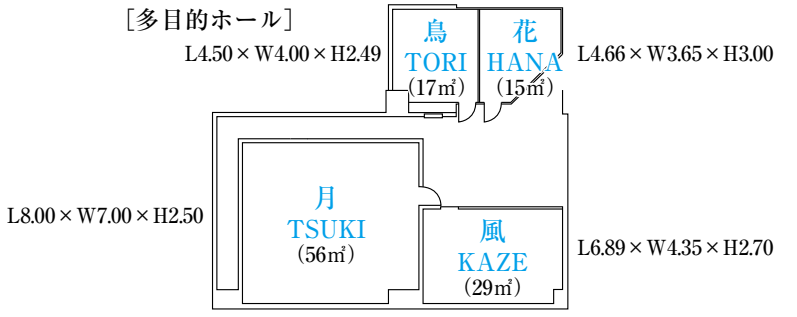 [多目的ホール]
鳥
TORI
(17㎡)
L4.50×W4.00×H2.49
花
HANA
(15㎡)
L4.66×W3.65×H3.00
月
TSUKI
(56㎡)
L8.00×W7.00×H2.50
風
KAZE
(29㎡)
L6.89×W4.35×H2.70